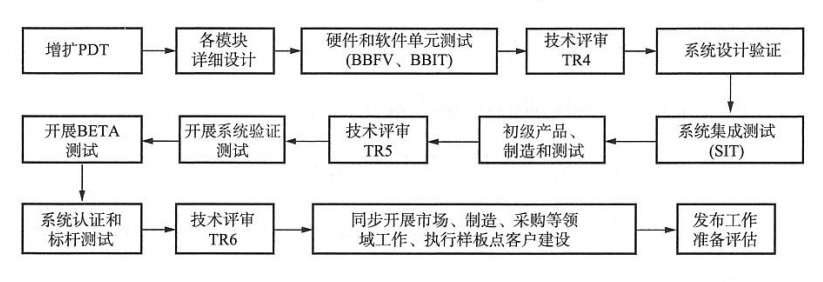 增扩PDT
各模块
详细设计
硬件和软件单元测试
(BBFV、BBIT)
技术评审
TR4
系统设计验证
系统集成测试
(SIT)
初级产品、
制造和测试
技术评审
TR5
开展系统验证
测试
开展BETA
测试
系统认证和
标杆测试
技术评审
TR6
同步开展市场、制造、采购等领
域工作、执行样板点客户建设
发布工作
准备评估